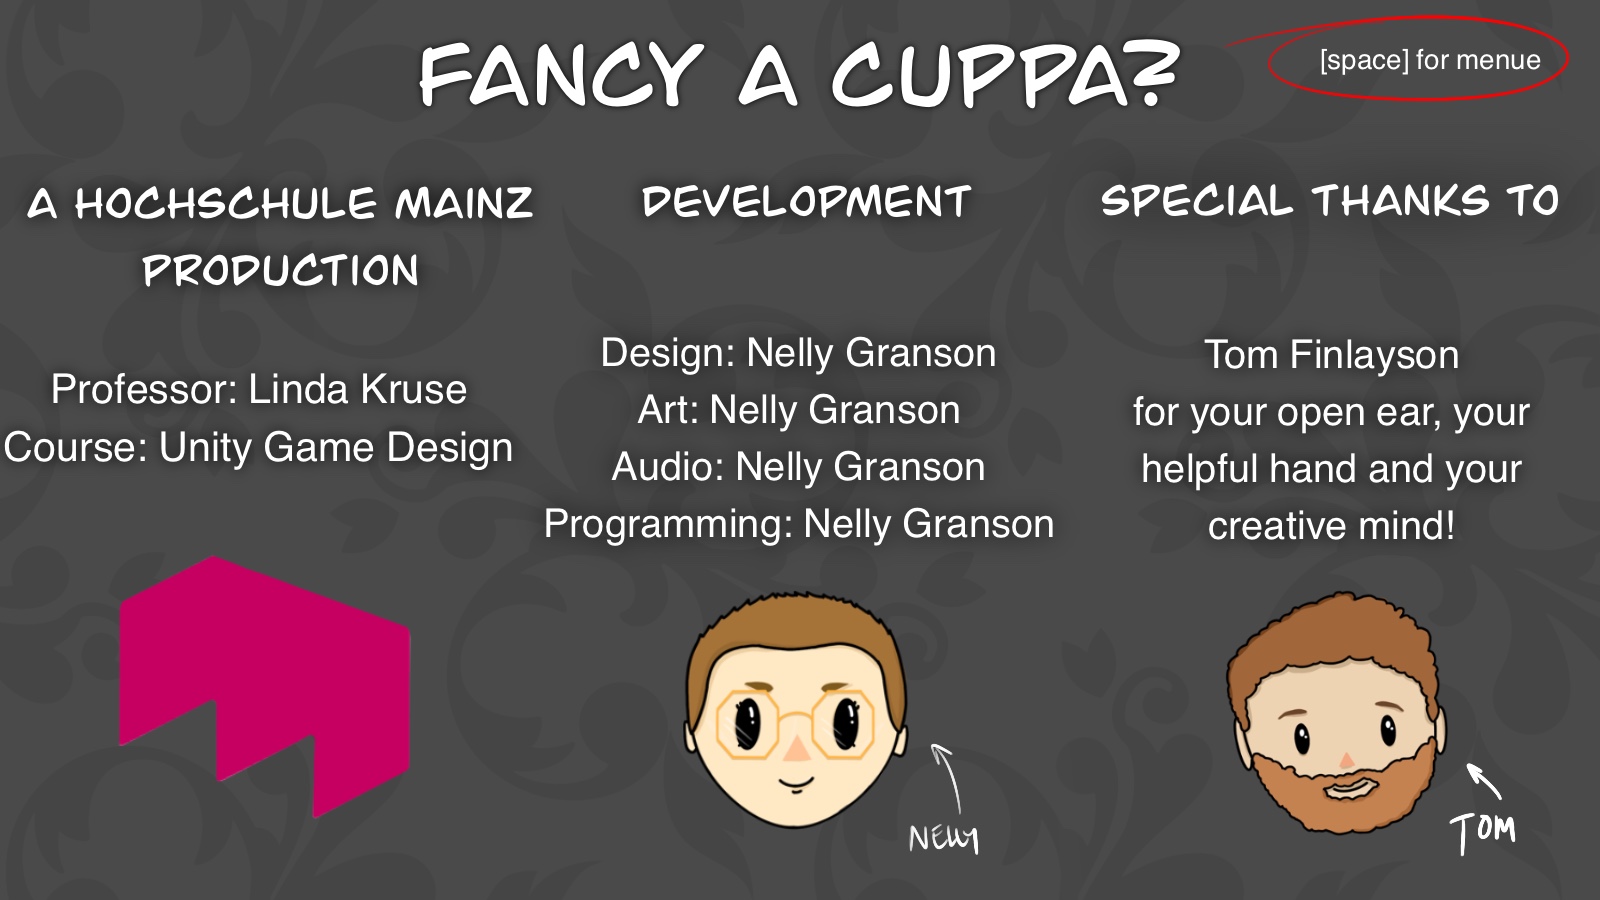 FANCY A CUPPA?
[space] for menue
A HOCHSCHULE MAINZ
PRODUCTION
Professor: Linda Kruse
Course: Unity Game Design
DEVELOPMENT
Design: Nelly Granson
Art: Nelly Granson
Audio: Nelly Granson
Programming: Nelly Granson
NELLY
SPECIAL THANKS TO
Tom Finlayson
for your open ear, your
helpful hand and your
creative mind!
TOM